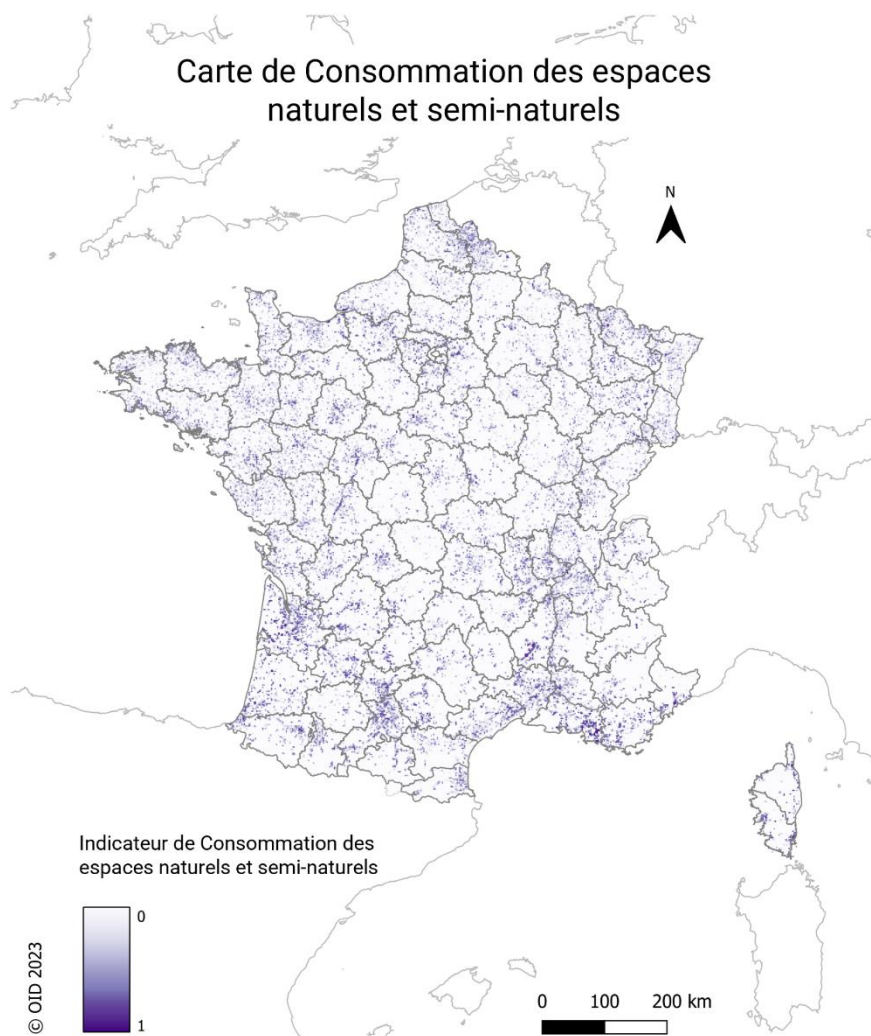 Carte de Consommation des espaces
naturels et semi-naturels
N
Indicateur de Consommation des
espaces naturels et semi-naturels
0
1
© OID 2023
0 100 200 km